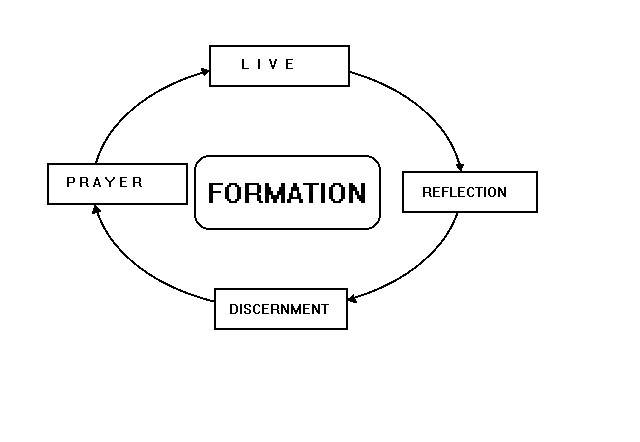 LIVE
PRAYER
FORMATION
REFLECTION
DISCERNMENT